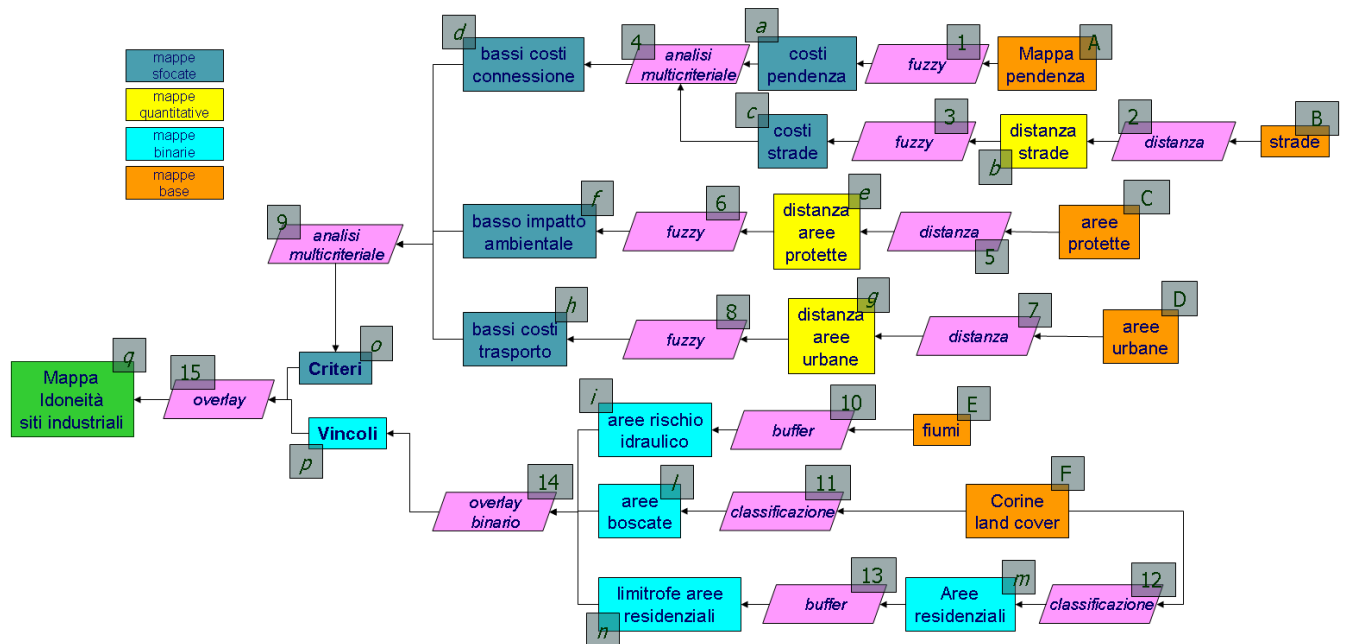 mappe
sfocate
mappe
quantitative
mappe
binarie
mappe
base
d
bassi costi
connessione
4
analisi
multicriteriale
a
costi
pendenza
1
fuzzy
A
Mappa
pendenza
c
costi
strade
3
fuzzy
distanza
strade
b
2
distanza
B
strade
9
analisi
multicriteriale
f
basso impatto
ambientale
6
fuzzy
e
distanza
aree
protette
distanza
5
C
aree
protette
h
bassi costi
trasporto
8
fuzzy
g
distanza
aree
urbane
7
distanza
D
aree
urbane
q
Mappa
Idoneità
siti industriali
15
overlay
o
Criteri
Vincoli
p
i
aree rischio
idraulico
10
buffer
E
fiumi
14
overlay
binario
l
aree
boscate
11
classificazione
F
Corine
land cover
limitrofe aree
residenziali
n
13
buffer
m
Aree
residenziali
12
classificazione